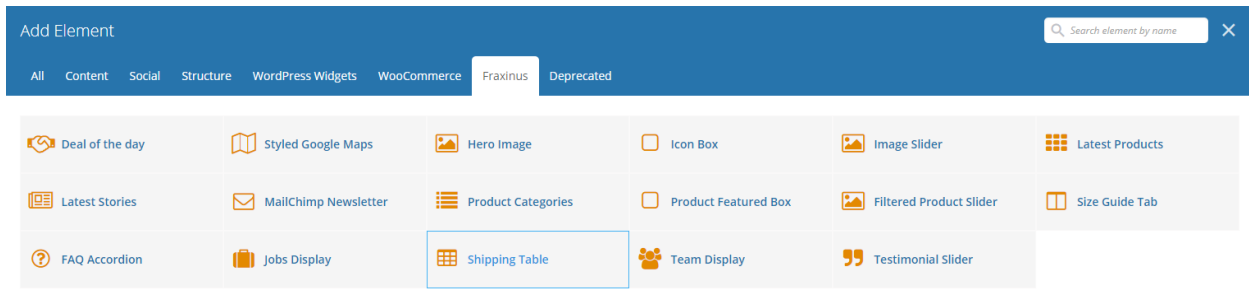 Add Element
Search element by name
All Content Social Structure WordPress Widgets WooCommerce Fraxinus Deprecated
Deal of the day Styled Google Maps Hero Image Icon Box Image Slider Latest Products
Latest Stories MailChimp Newsletter Product Categories Product Featured Box Filtered Product Slider Size Guide Tab
FAQ Accordion Jobs Display Shipping Table Team Display Testimonial Slider